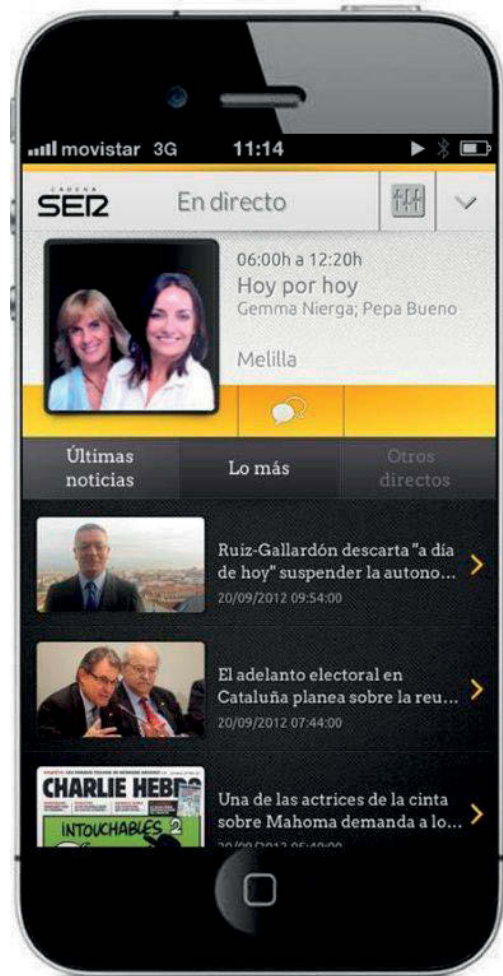 movistar 3G 11:14
CADENA
SER
En directo
06:00h a 12:20h
Hoy por hoy
Gemma Nierga; Pepa Bueno
Melilla
Últimas
noticias
Lo más
Otros
directos
Ruiz-Gallardón descarta "a día
de hoy" suspender la autono...
20/09/2012 09:54:00
El adelanto electoral en
Cataluña planea sobre la reu...
20/09/2012 07:44:00
CHARLIE HEBDO
INTOUCHABLES 2
Una de las actrices de la cinta
sobre Mahoma demanda a lo...